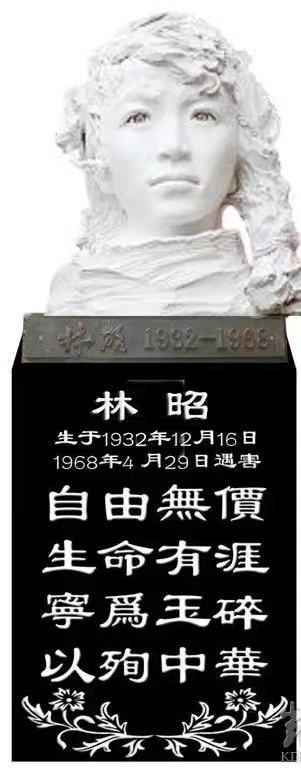 林昭 1932-1968
林 昭
生于1932年12月16日
1968年4月29日遇害
自由無價
生命有涯
寧爲玉碎
以殉中華
KD